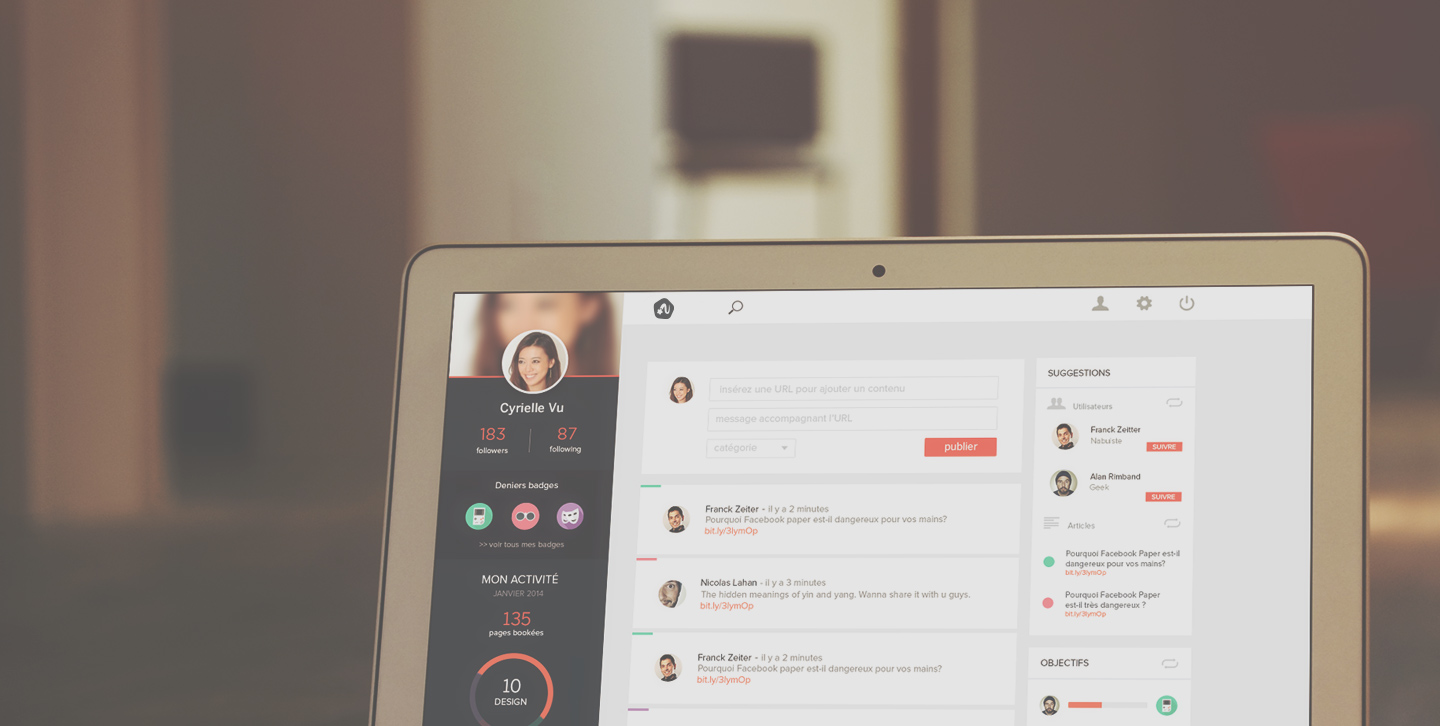 Cyrielle Vu
183
followers
87
following
Deniers badges
>> voir tous mes badges
MON ACTIVITÉ
JANVIER 2014
135
pages bookées
10
DESIGN
insérez une URL pour ajouter un contenu
message accompagnant l'URL
catégorie
publier
Franck Zeiter - il y a 2 minutes
Pourquoi Facebook paper est-il dangereux pour vos mains?
bit.ly/3lymOp
Nicolas Lahan - il y a 3 minutes
The hidden meanings of yin and yang. Wanna share it with u guys.
bit.ly/3lymOp
Franck Zeiter - il y a 2 minutes
Pourquoi Facebook paper est-il dangereux pour vos mains?
bit.ly/3lymOp
SUGGESTIONS
Utilisateurs
Franck Zeitter
Nabuiste
SUIVRE
Alan Rimband
Geek
SUIVRE
Articles
Pourquoi Facebook Paper est-il
dangereux pour vos mains?
bit.ly/3lymOp
Pourquoi Facebook Paper
est-il très dangereux ?
bit.ly/3lymOp
OBJECTIFS